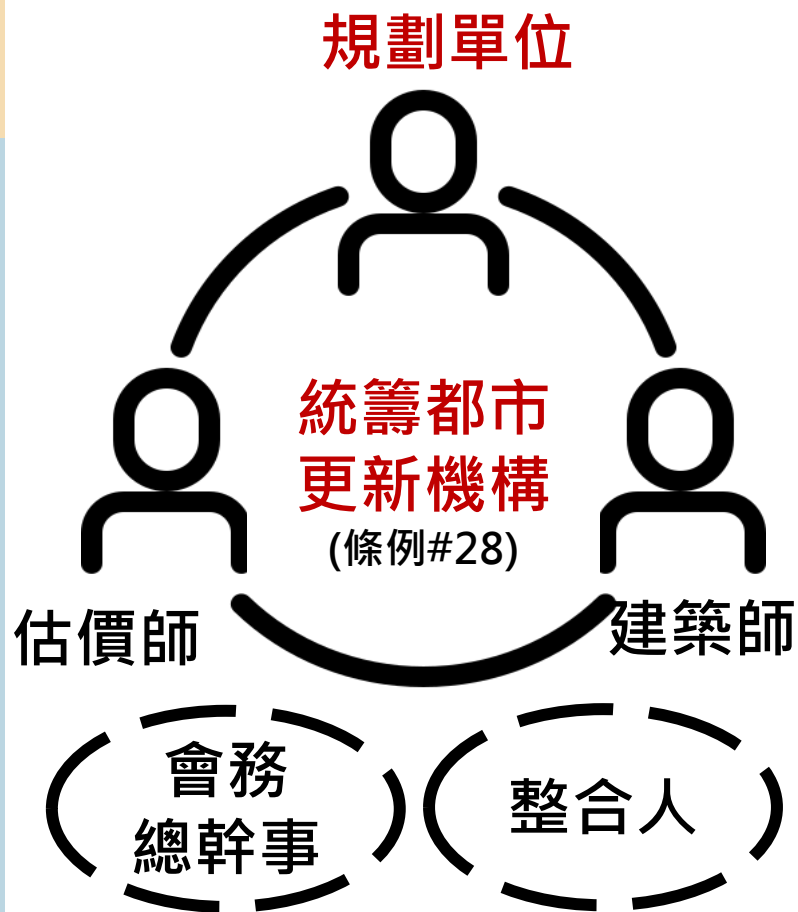 規劃單位
統籌都市
更新機構
(條例#28)
估價師
建築師
會務
總幹事
整合人